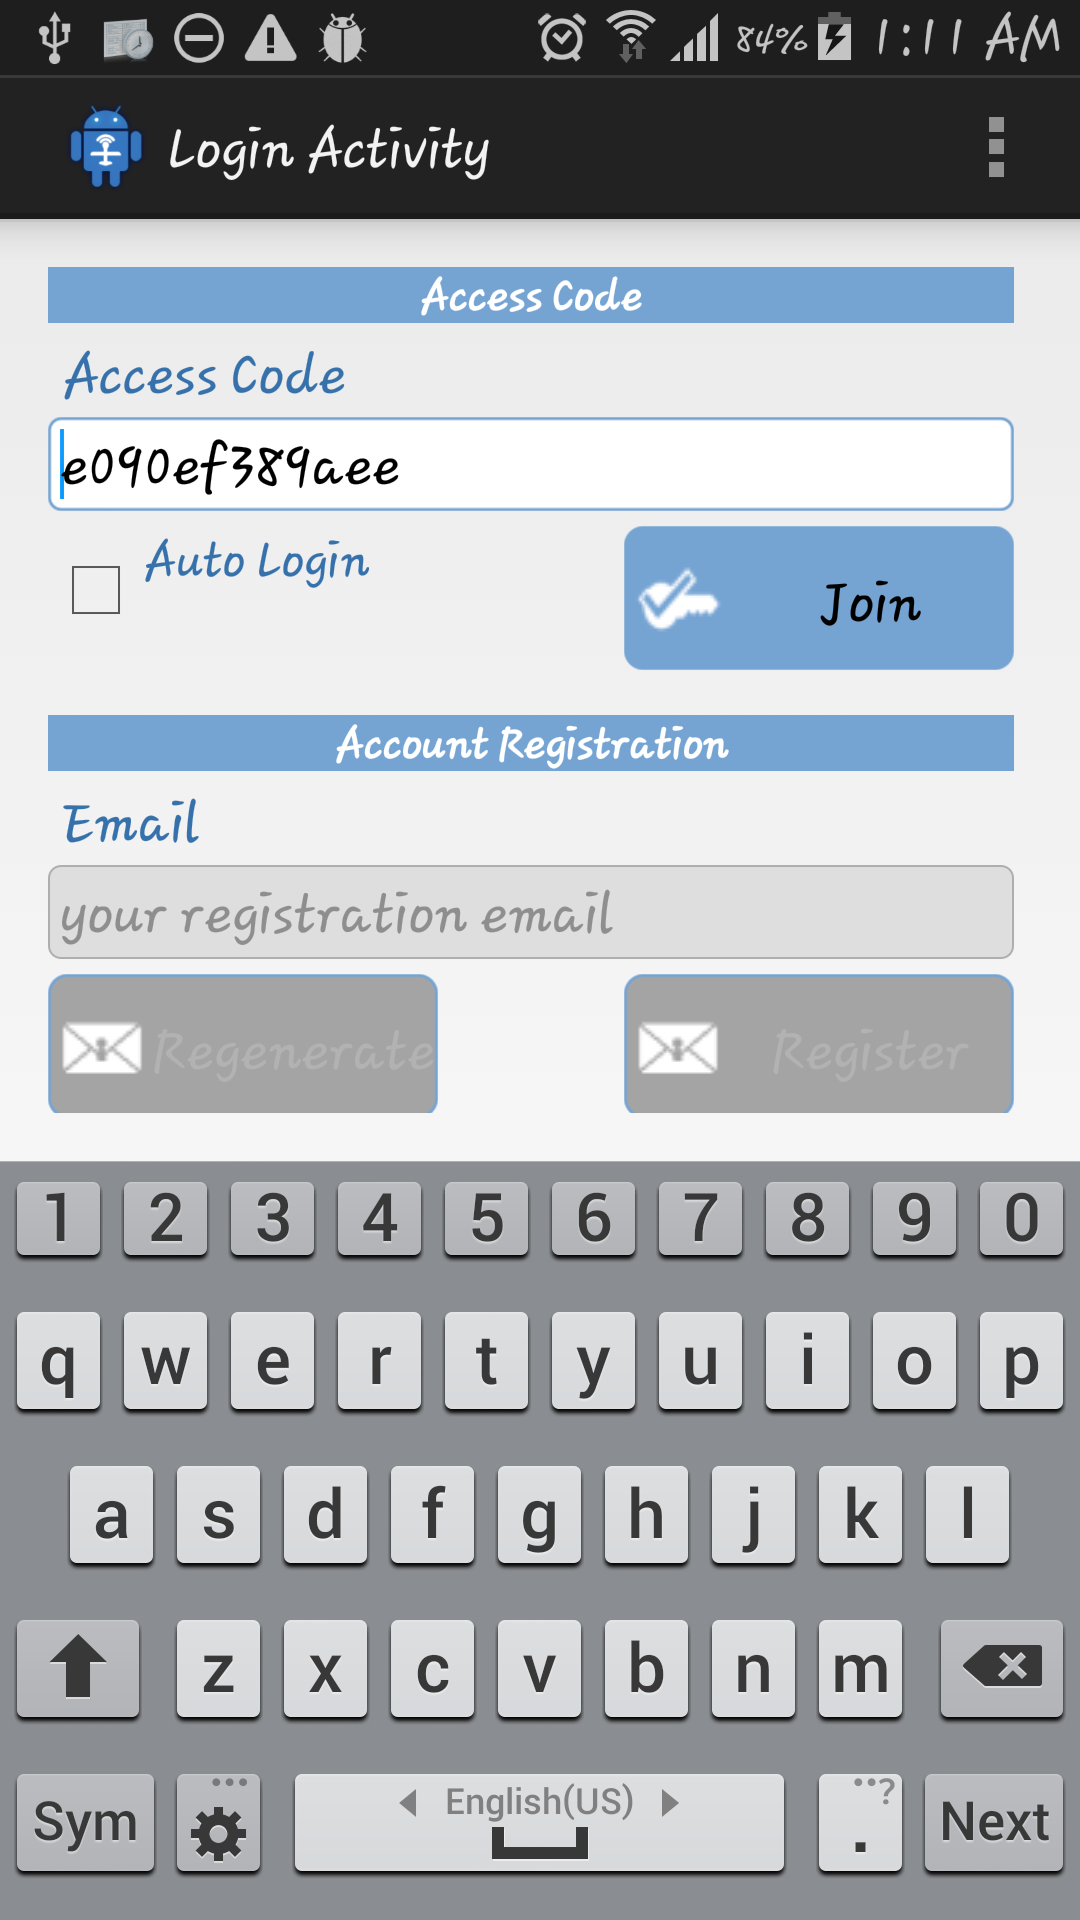 84% 1:11 AM
Login Activity
Access Code
Access Code
e090ef389aee
Auto Login
Join
Account Registration
Email
your registration email
Regenerate Register
1 2 3 4 5 6 7 8 9 0
q w e r t y u i o p
a s d f g h j k l
z x c v b n m
Sym English(US) . ? Next